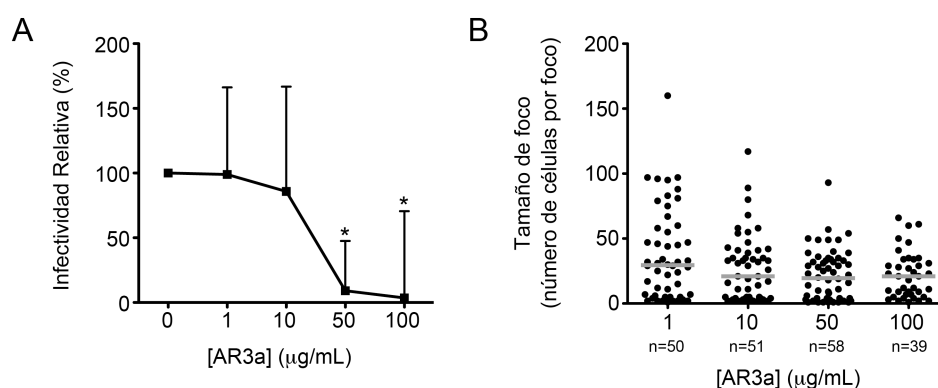 A
Infectividad Relativa (%)
200
150
100
50
0
* *
0 1 10 50 100
[AR3a] (μg/mL)
B
Tamaño de foco
(número de células por foco)
200
150
100
50
0
1 10 50 100
n=50 n=51 n=58 n=39
[AR3a] (μg/mL)